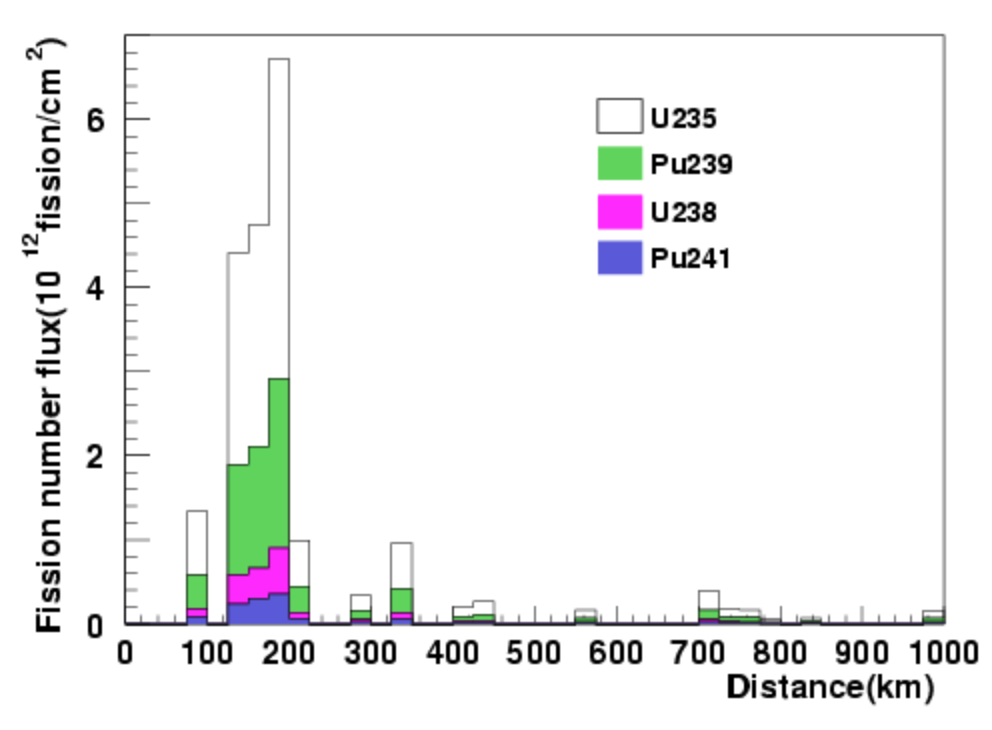 Fission number flux(10 12 fission/cm 2)
6
4
2
0
U235
Pu239
U238
Pu241
0 100 200 300 400 500 600 700 800 900 1000
Distance(km)